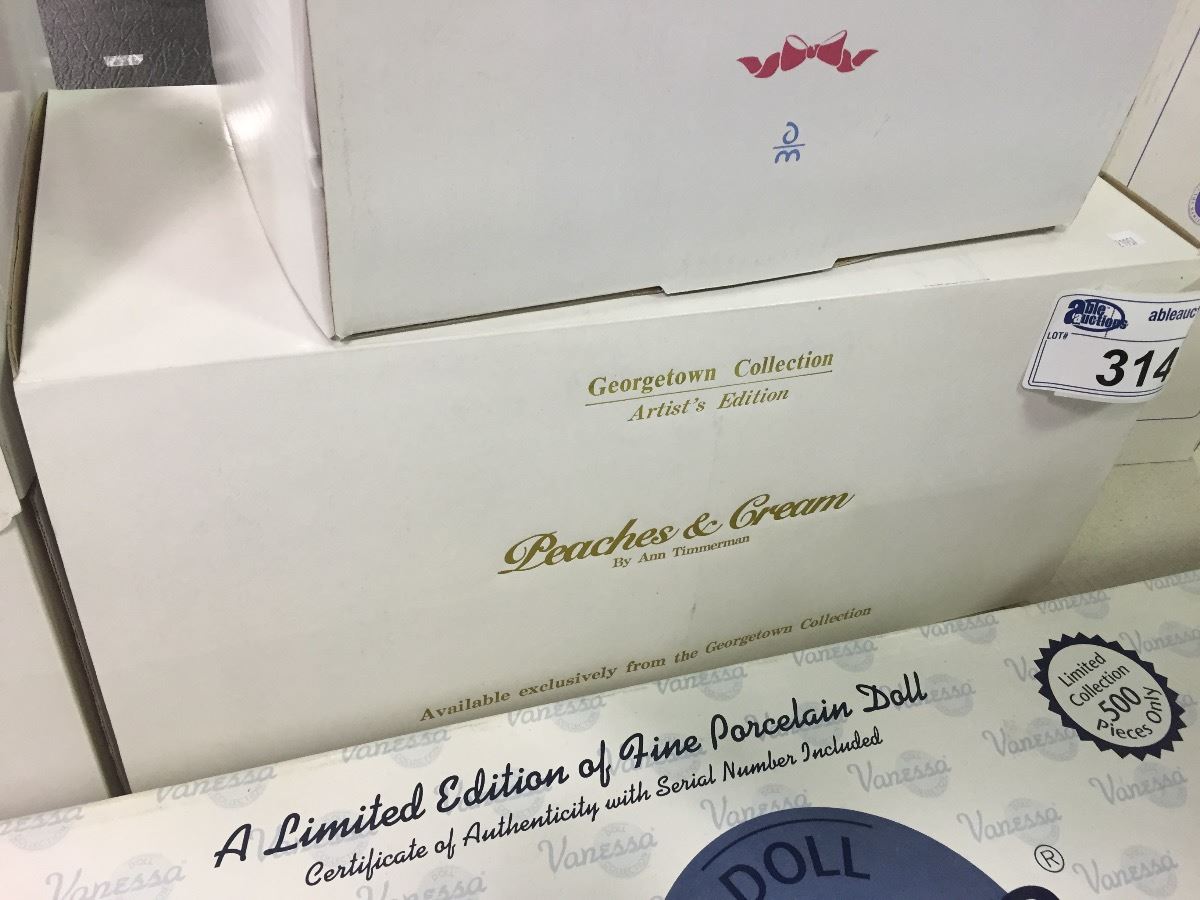 able
auctions
ableauc
LOT#
314
Georgetown Collection
Artist's Edition
Peaches & Cream
By Ann Timmerman
Available exclusively from the Georgetown Collection
A Limited Edition of Fine Porcelain Doll
Certificate of Authenticity with Serial Number Included
Limited
Collection
500
Pieces Only
DOLL
®
Vanessa